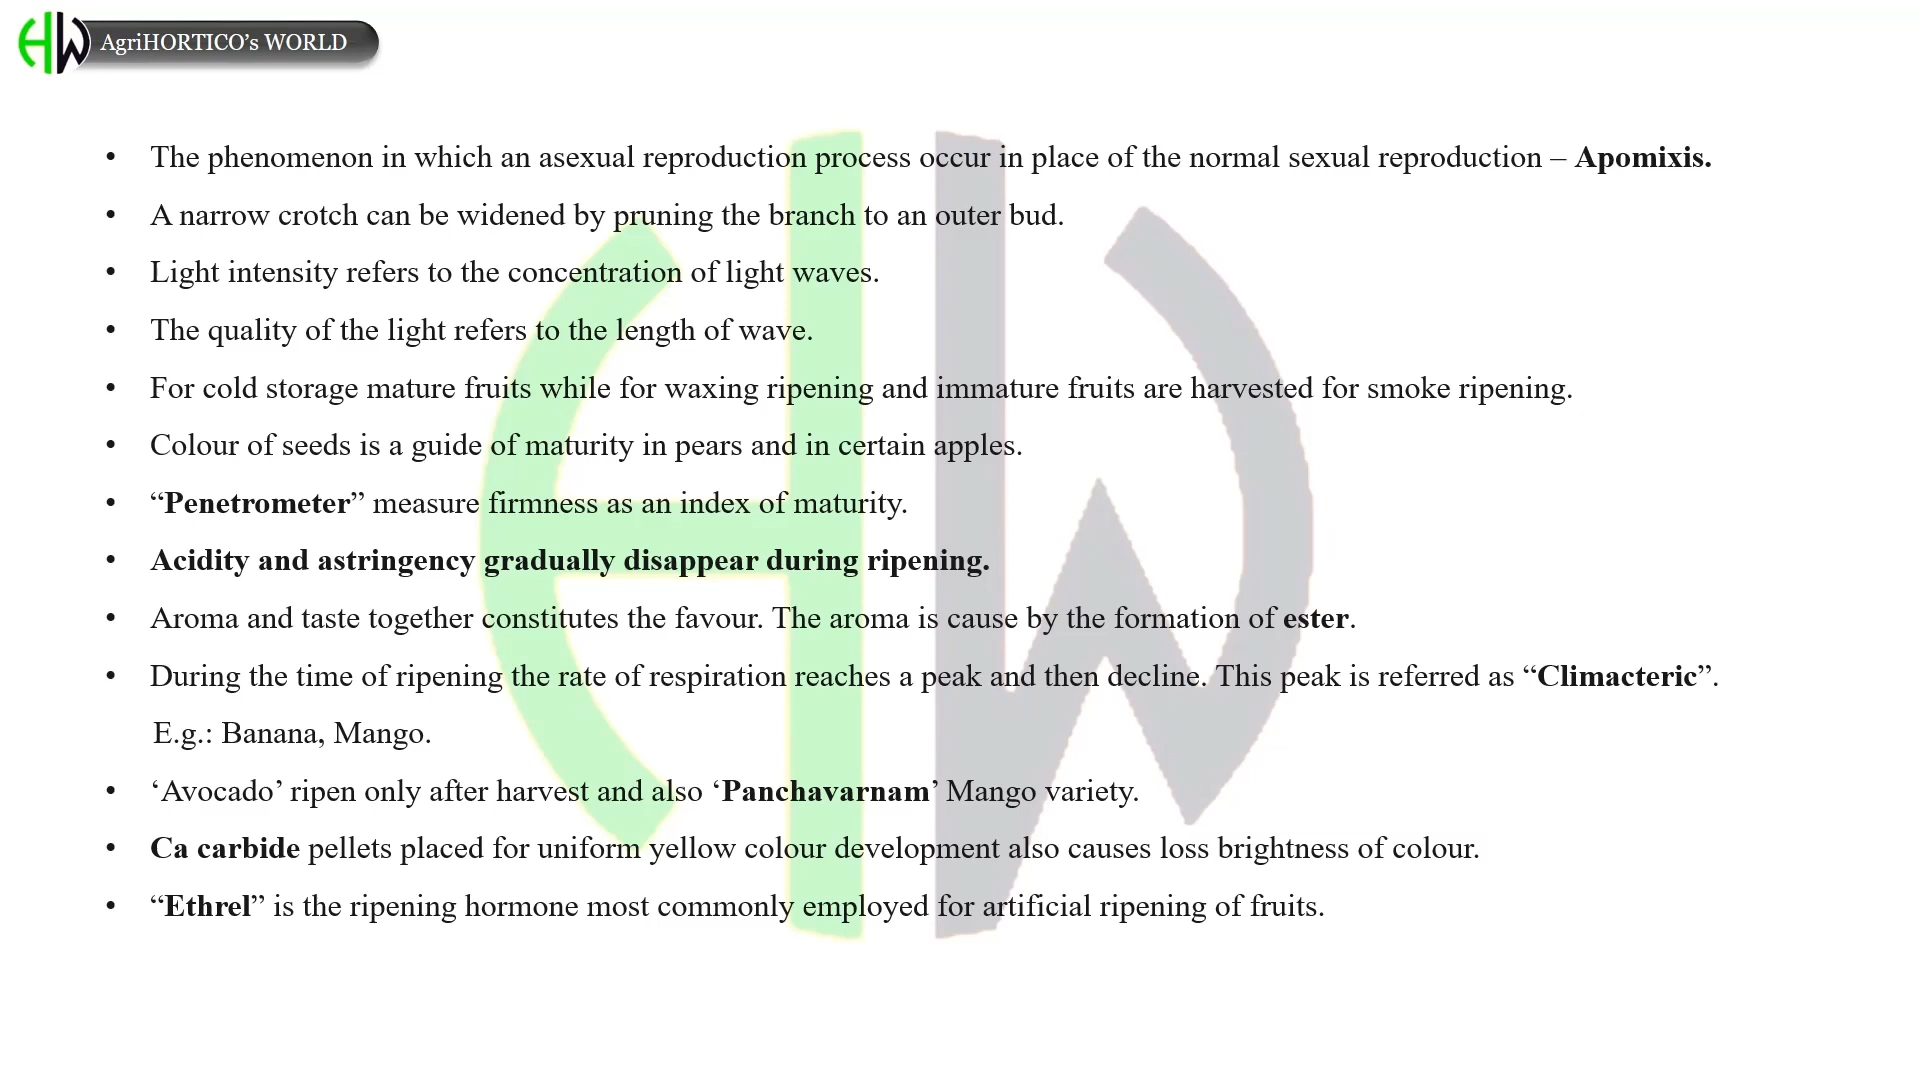 HW AgriHORTICO’s WORLD
• The phenomenon in which an asexual reproduction process occur in place of the normal sexual reproduction – Apomixis.
• A narrow crotch can be widened by pruning the branch to an outer bud.
• Light intensity refers to the concentration of light waves.
• The quality of the light refers to the length of wave.
• For cold storage mature fruits while for waxing ripening and immature fruits are harvested for smoke ripening.
• Colour of seeds is a guide of maturity in pears and in certain apples.
• “Penetrometer” measure firmness as an index of maturity.
• Acidity and astringency gradually disappear during ripening.
• Aroma and taste together constitutes the favour. The aroma is cause by the formation of ester.
• During the time of ripening the rate of respiration reaches a peak and then decline. This peak is referred as “Climacteric”.
E.g.: Banana, Mango.
• ‘Avocado’ ripen only after harvest and also ‘Panchavarnam’ Mango variety.
• Ca carbide pellets placed for uniform yellow colour development also causes loss brightness of colour.
• “Ethrel” is the ripening hormone most commonly employed for artificial ripening of fruits.